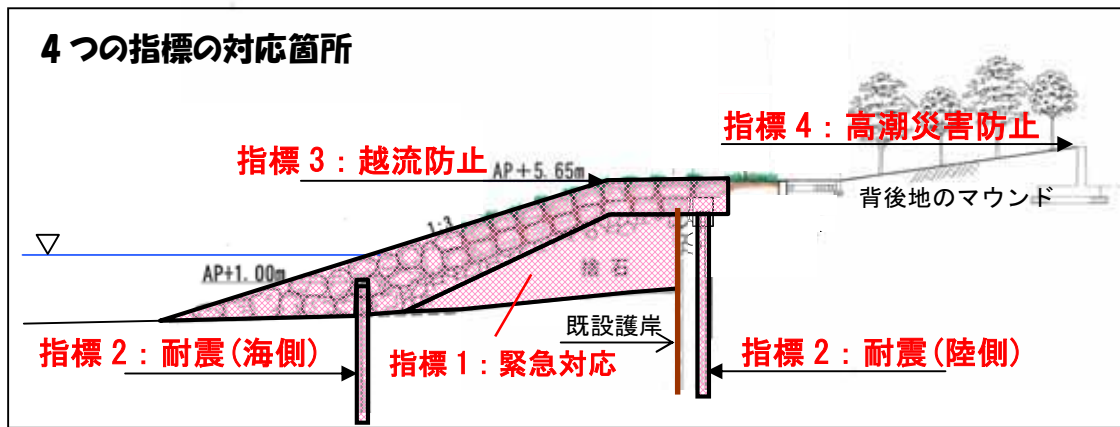 4つの指標の対応箇所
指標4：高潮災害防止
指標3：越流防止
AP＋5.65m
背後地のマウンド
1:3
AP+1.00m
捨石
既設護岸
指標2：耐震(海側)
指標1：緊急対応
指標2：耐震(陸側)